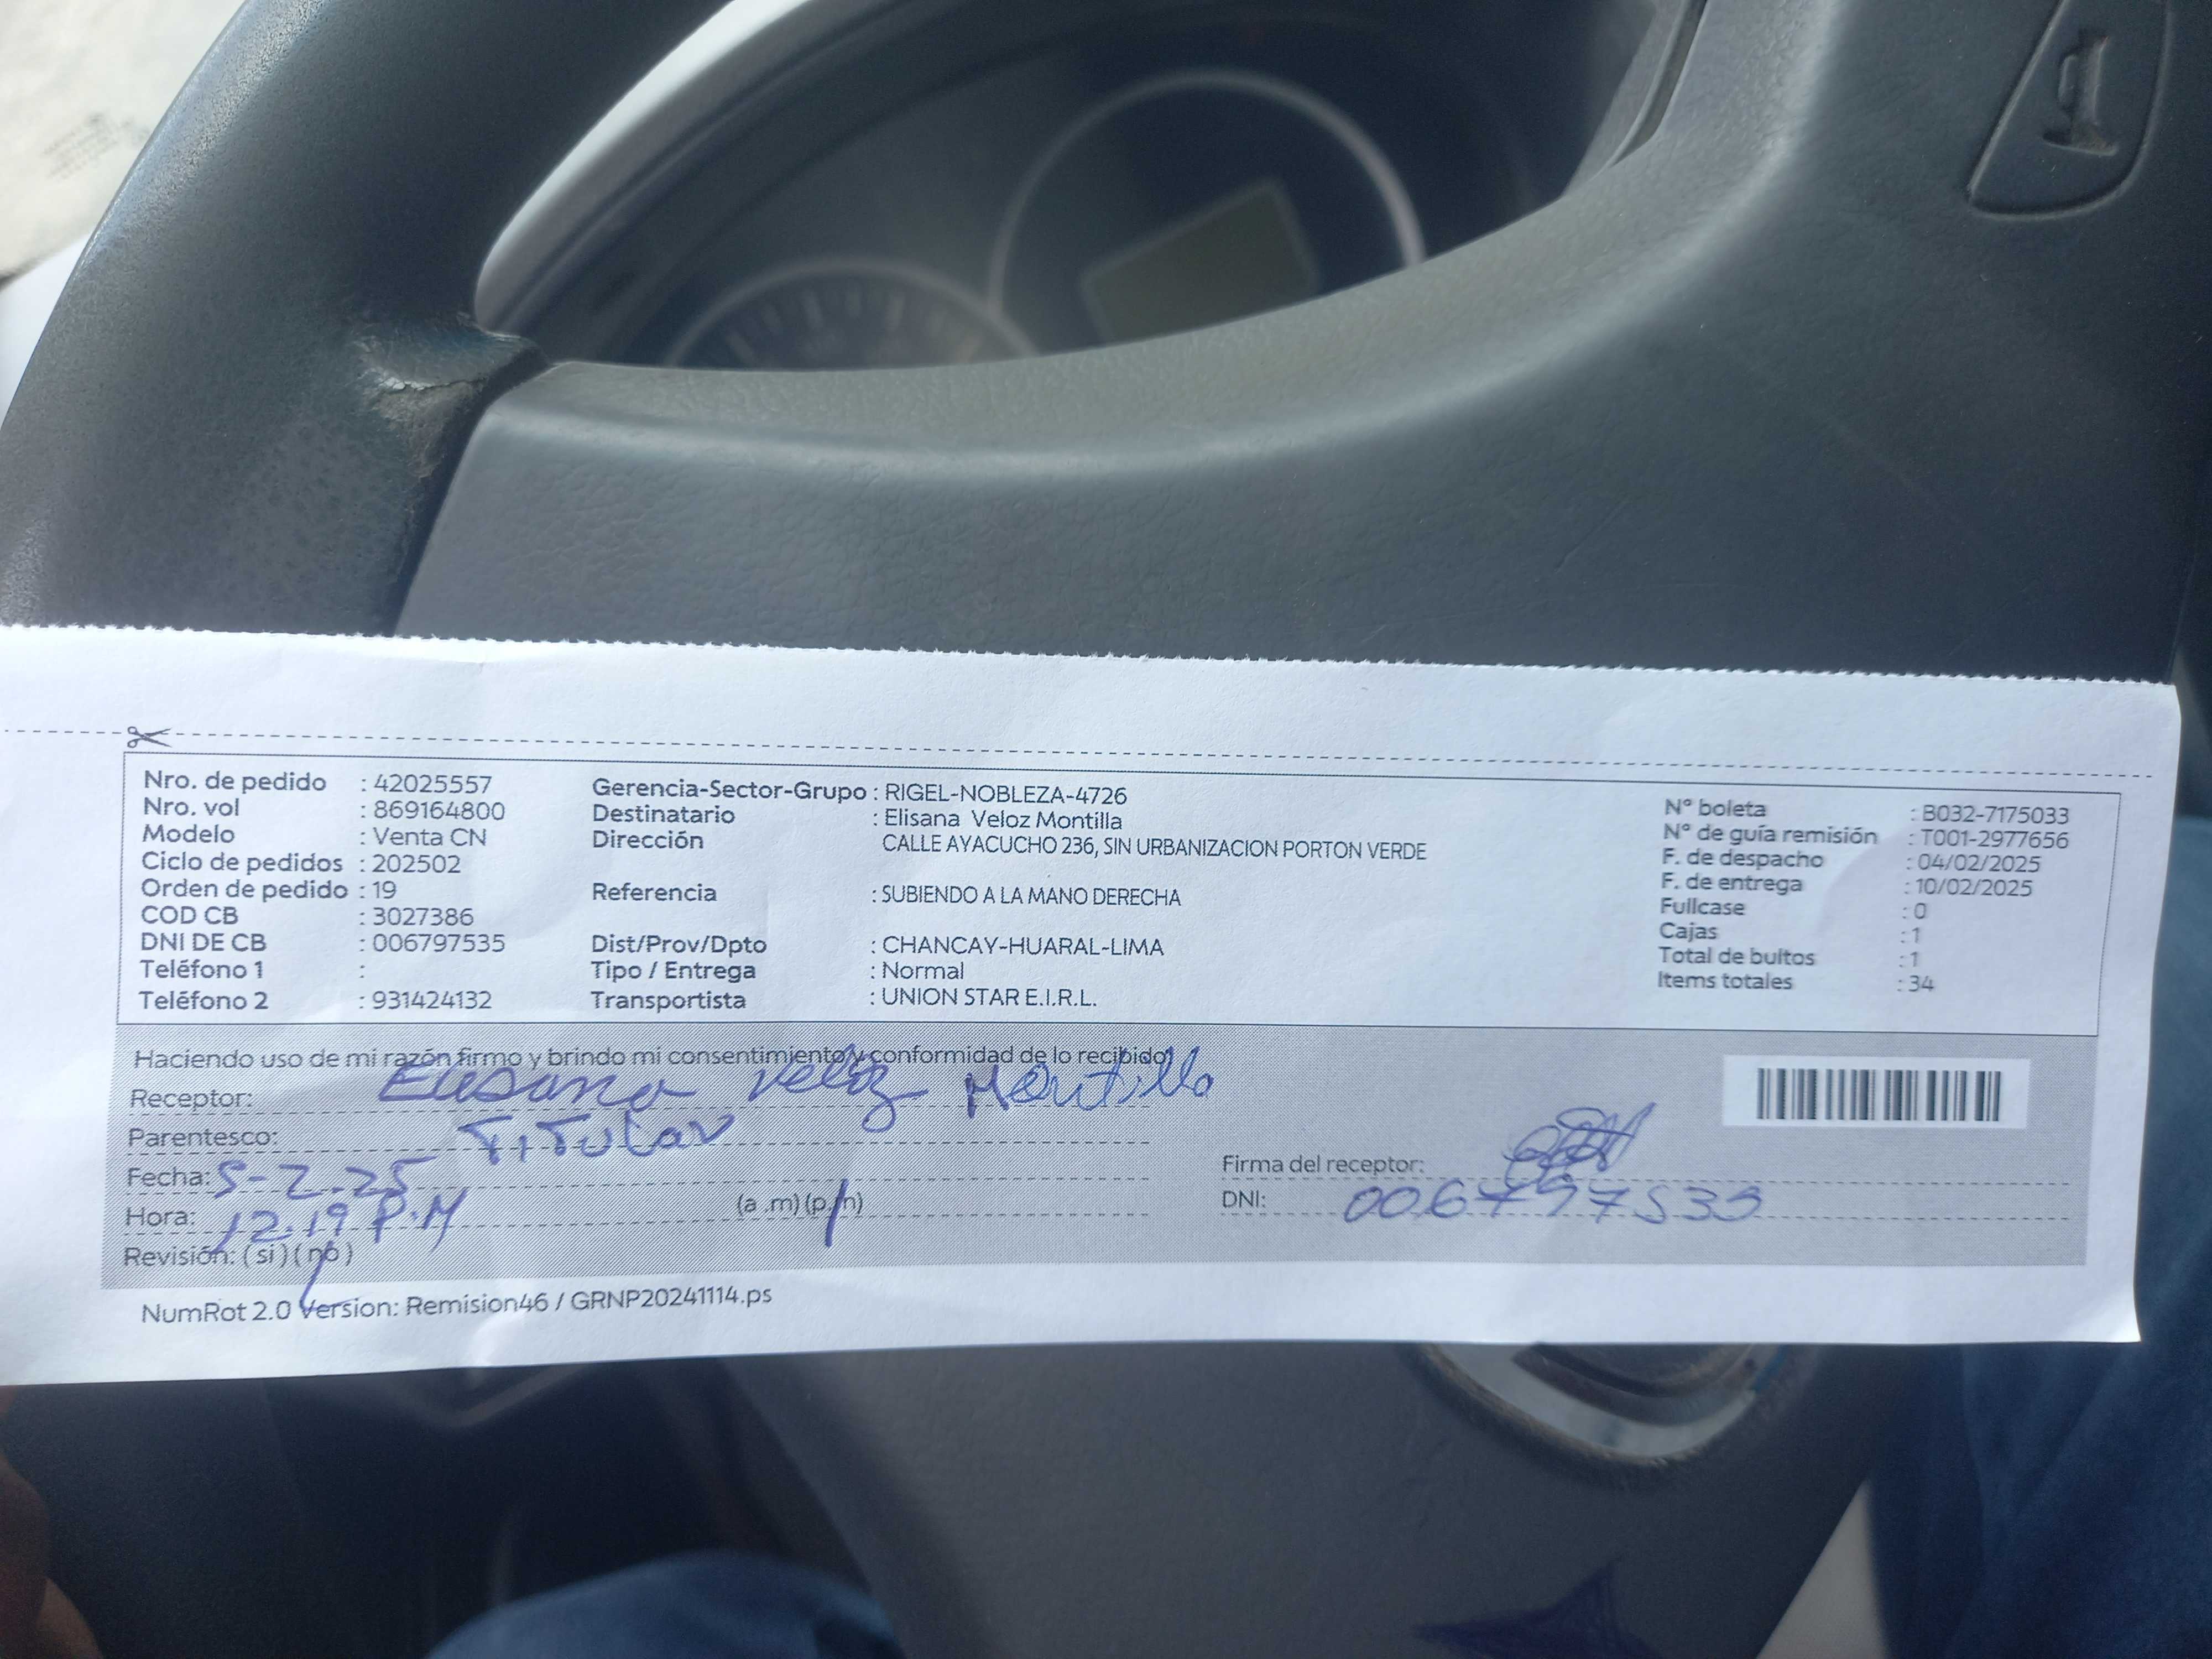 Nro. de pedido : 42025557
Nro. vol : 869164800
Modelo : Venta CN
Ciclo de pedidos : 202502
Orden de pedido : 19
COD CB : 3027386
DNI DE CB : 006797535
Teléfono 1 :
Teléfono 2 : 931424132
Gerencia-Sector-Grupo : RIGEL-NOBLEZA-4726
Destinatario : Elisana Veloz Montilla
Dirección CALLE AYACUCHO 236, SIN URBANIZACION PORTON VERDE
Referencia : SUBIENDO A LA MANO DERECHA
Dist/Prov/Dpto : CHANCAY-HUARAL-LIMA
Tipo / Entrega : Normal
Transportista : UNION STAR E.I.R.L.
N° boleta : B032-7175033
N° de guía remisión : T001-2977656
F. de despacho : 04/02/2025
F. de entrega : 10/02/2025
Fullcase : 0
Cajas : 1
Total de bultos : 1
Items totales : 34
Haciendo uso de mi razón firmo y brindo mi consentimiento y conformidad de lo recibido
Receptor: Elisana Veloz Montilla
Parentesco: Titular
Fecha: 5-2.25
Hora: 12.19 P.M (a .m) (p.m)
Revisión: (si) (no)
Firma del receptor:
DNI: 006797535
NumRot 2.0 Version: Remision46 / GRNP20241114.ps